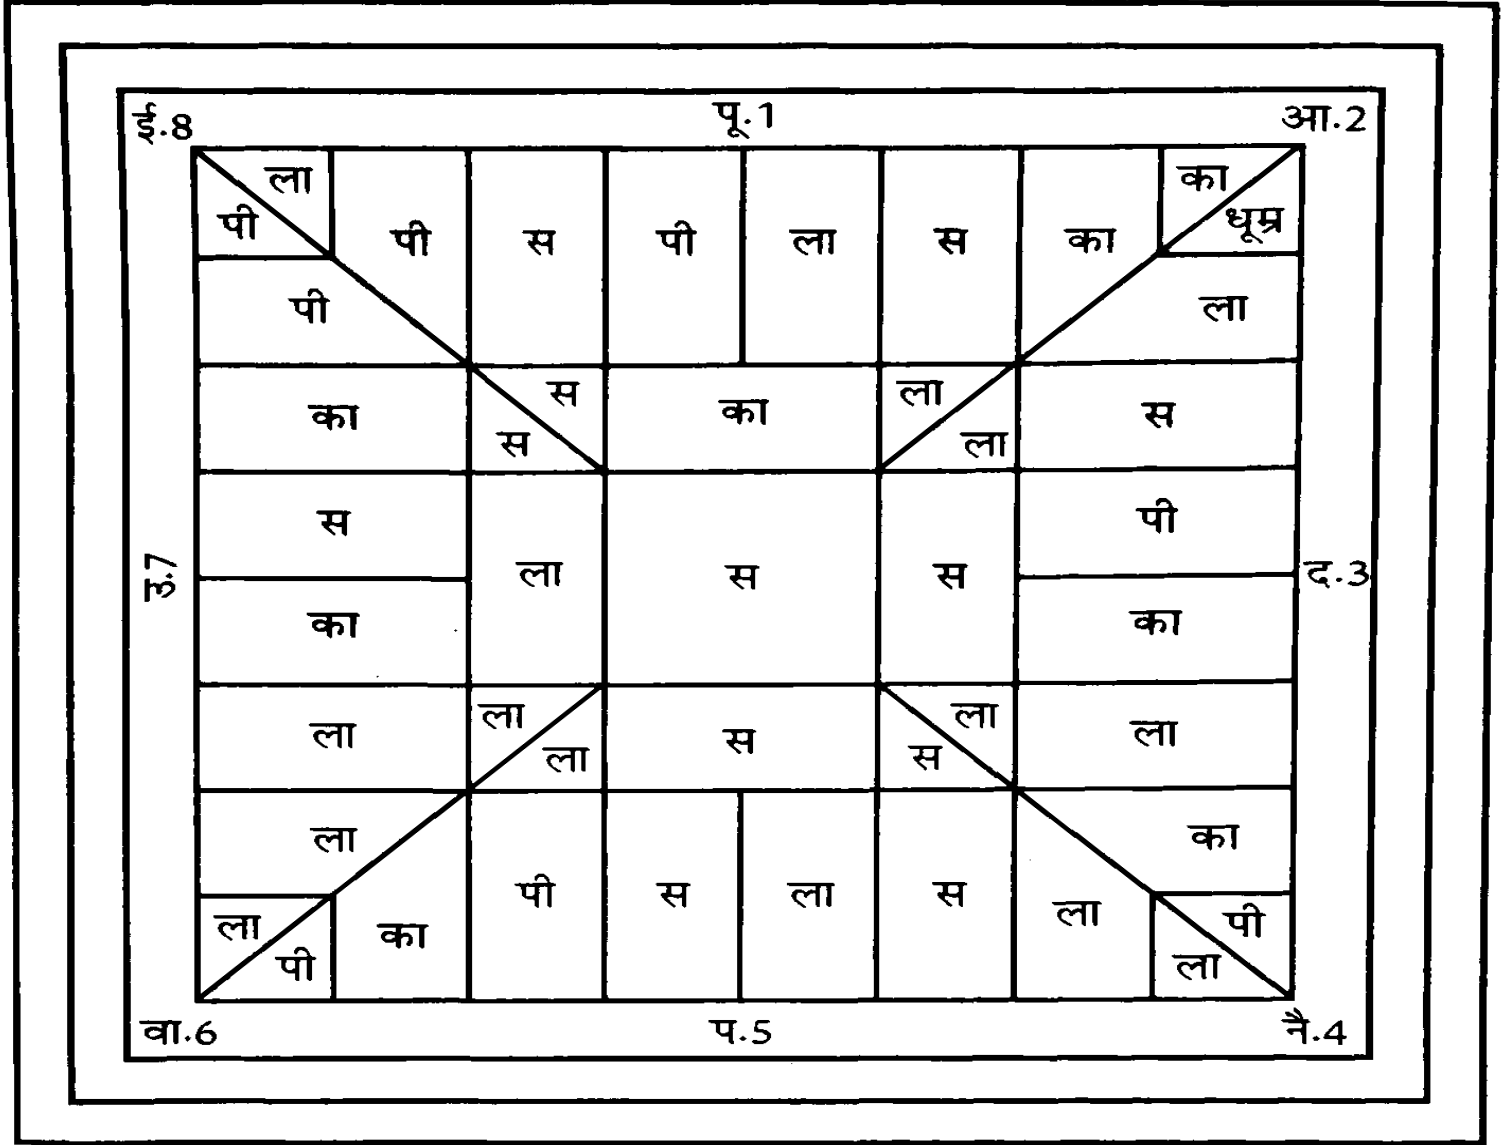 ई.8 पू.1 आ.2
ला का
पी पी स पी ला स का धूम्र
पी ला
का स स का ला ला स
स पी
ला स स उ.7 द.3
का का
ला ला ला स ला स ला
ला का
ला पी का पी स ला स ला ला पी
वा.6 प.5 नै.4